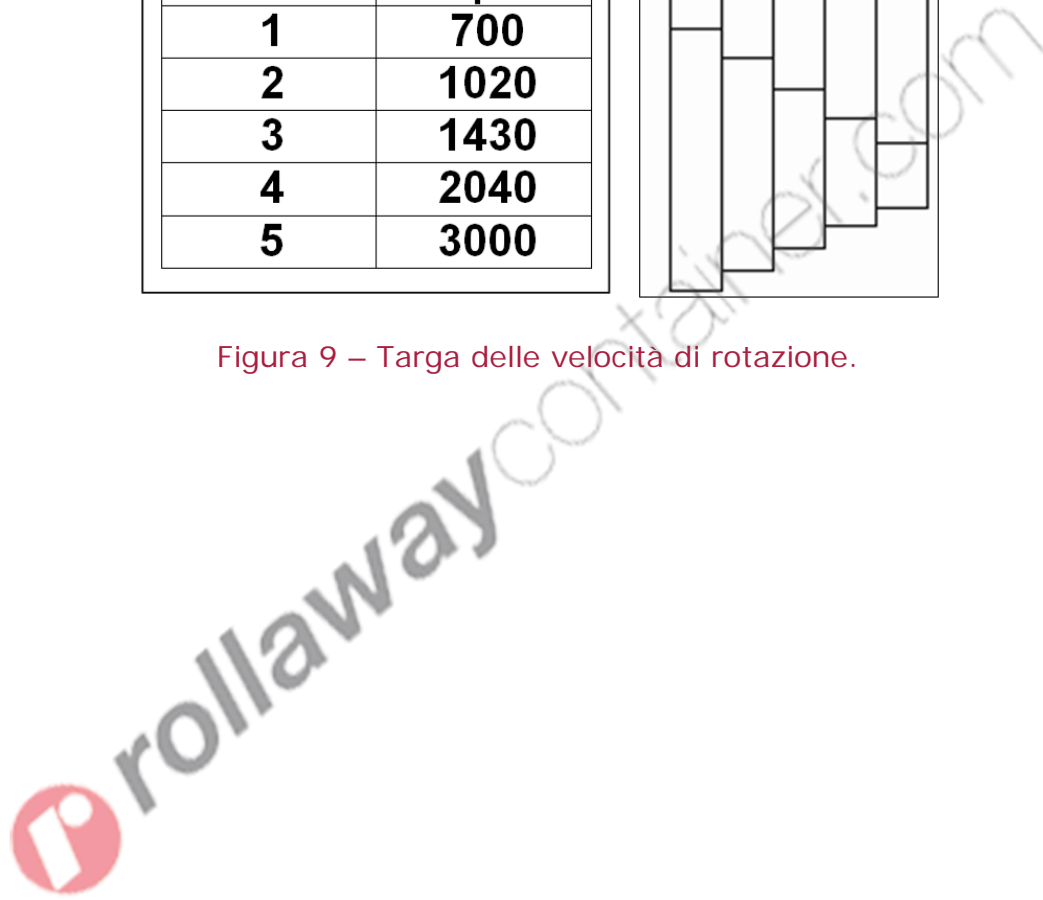 1 700
2 1020
3 1430
4 2040
5 3000
Figura 9 – Targa delle velocità di rotazione.
rollawaycontainer.com